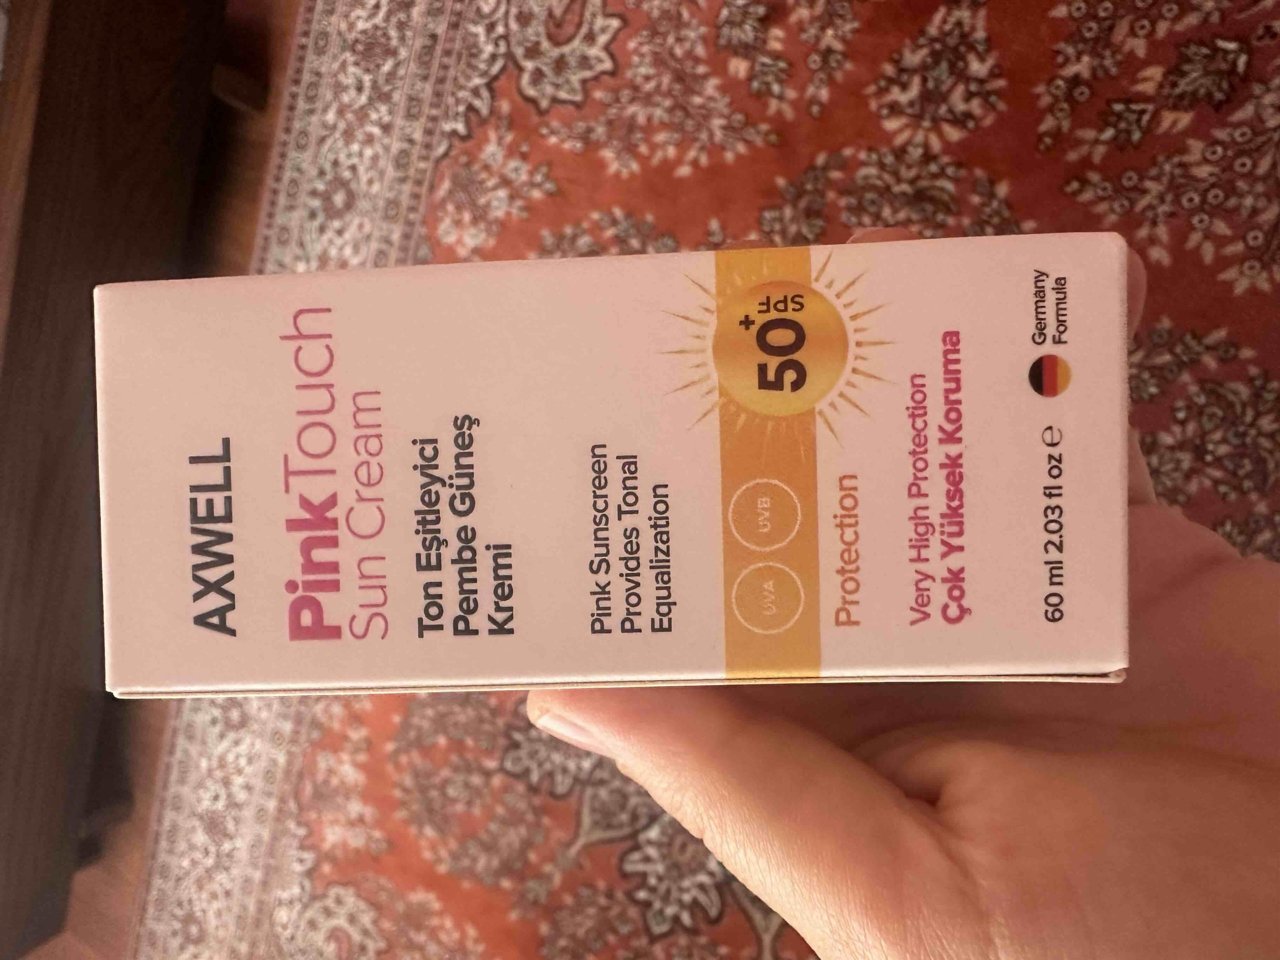 AXWELL
PinkTouch
Sun Cream
Ton Eşitleyici
Pembe Güneş
Kremi
Pink Sunscreen
Provides Tonal
Equalization
UVA
UVB
50+
SPF
Protection
Very High Protection
Çok Yüksek Koruma
60 ml 2.03 fl oz ℮
Germany
Formula